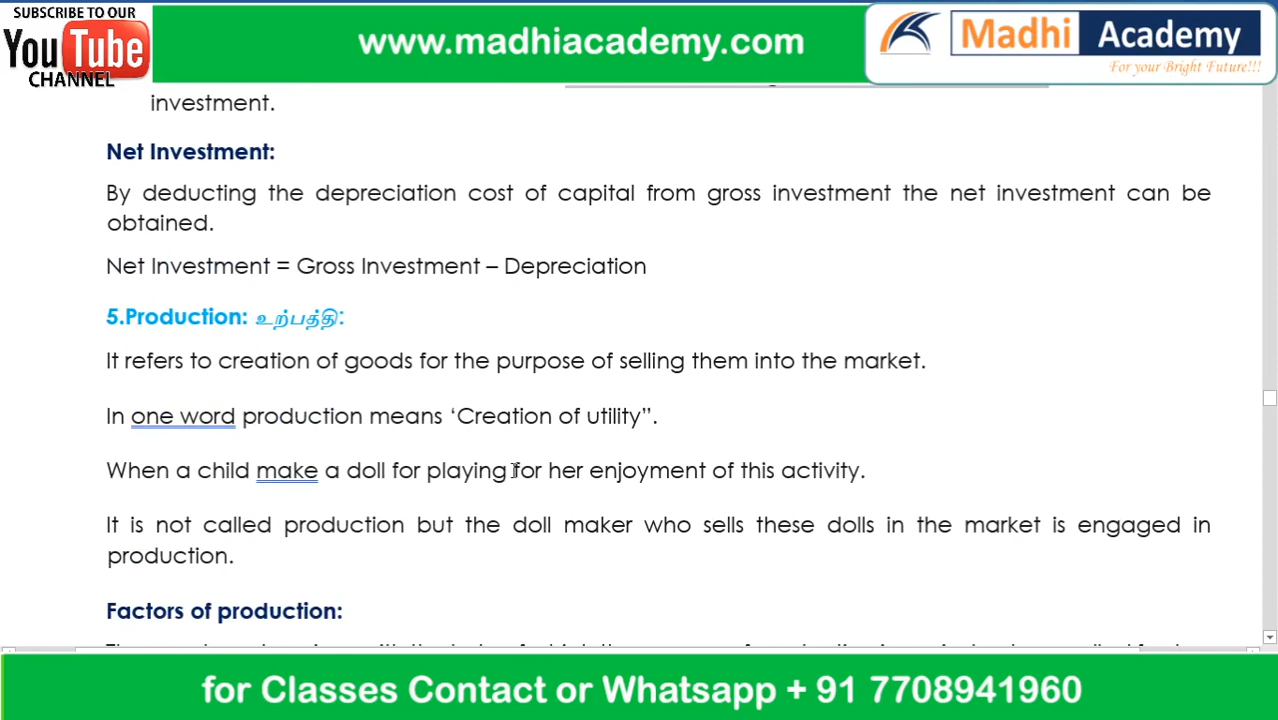 SUBSCRIBE TO OUR
YouTube
CHANNEL
www.madhiacademy.com
Madhi Academy
For your Bright Future!!!
investment.
Net Investment:
By deducting the depreciation cost of capital from gross investment the net investment can be
obtained.
Net Investment = Gross Investment – Depreciation
5.Production: உற்பத்தி:
It refers to creation of goods for the purpose of selling them into the market.
In one word production means ‘Creation of utility”.
When a child make a doll for playing for her enjoyment of this activity.
It is not called production but the doll maker who sells these dolls in the market is engaged in
production.
Factors of production:
for Classes Contact or Whatsapp + 91 7708941960